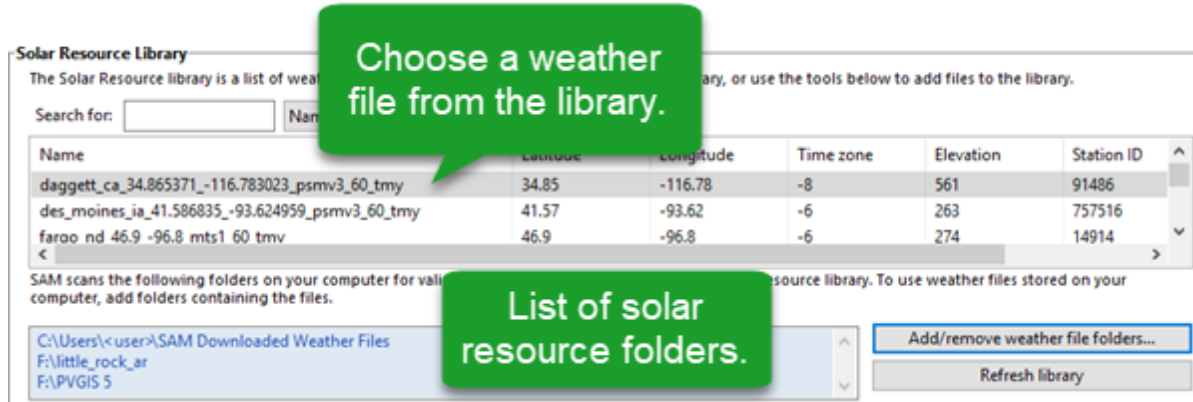 Solar Resource Library
Choose a weather
file from the library.
The Solar Resource library is a list of weat ary, or use the tools below to add files to the library.
Search for: Nam
Name Latitude Longitude Time zone Elevation Station ID
daggett_ca_34.865371_-116.783023_psmv3_60_tmy 34.85 -116.78 -8 561 91486
des_moines_ia_41.586835_-93.624959_psmv3_60_tmy 41.57 -93.62 -6 263 757516
fargo_nd_46.9_-96.8_mts1_60_tmy 46.9 -96.8 -6 274 14914
SAM scans the following folders on your computer for vali source library. To use weather files stored on your
computer, add folders containing the files.
List of solar
resource folders.
C:\Users\<user>\SAM Downloaded Weather Files
F:\little_rock_ar
F:\PVGIS 5
Add/remove weather file folders...
Refresh library